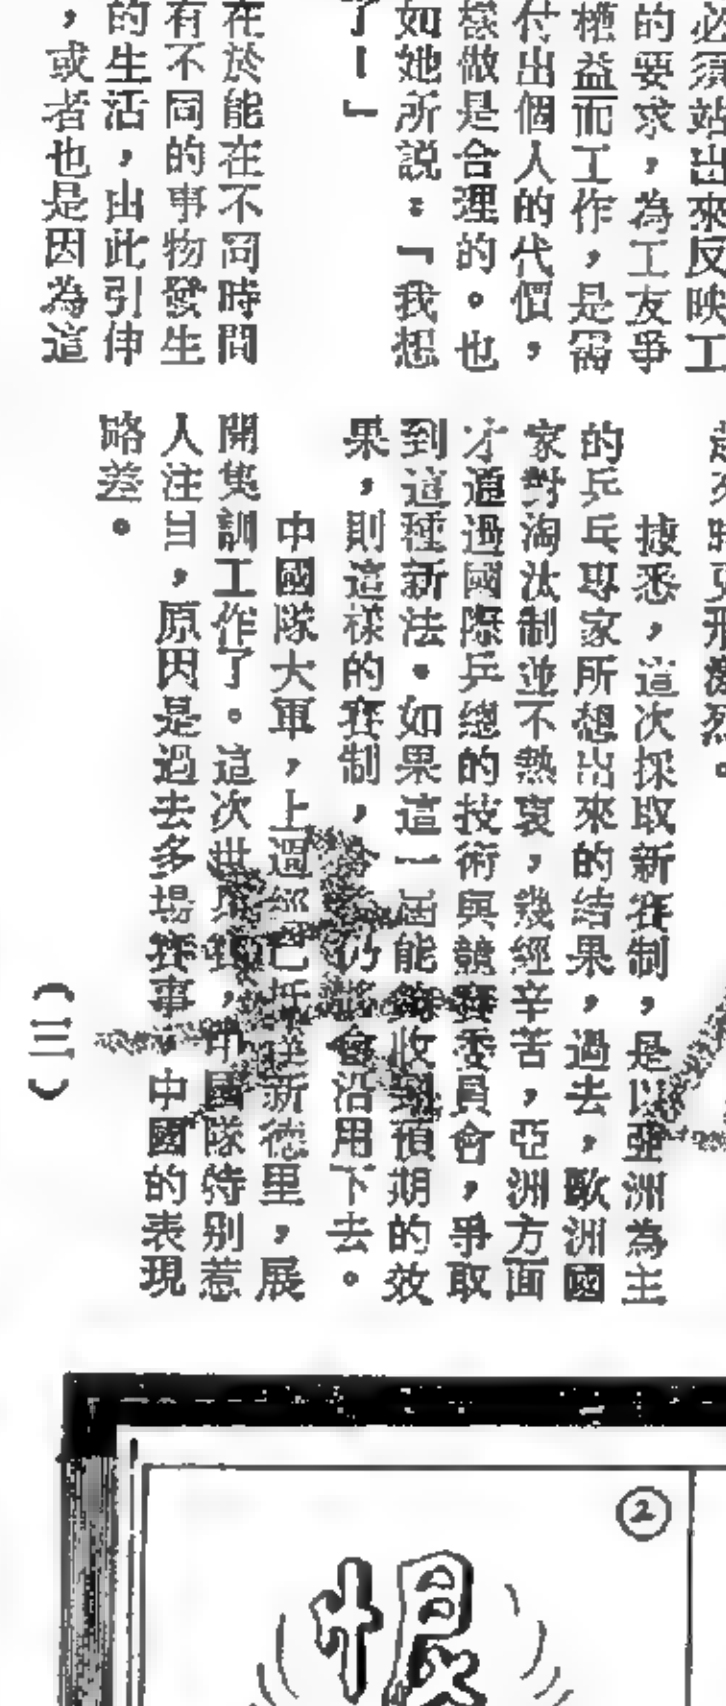 必須站出來反映工
的要求，為工友爭
權益而工作，是需
付出個人的代價，
樣做是合理的。也
如她所説：「我想
了！」
在於能在不同時間
有不同的事物發生
的生活，由此引伸
，或者也是因為這
據悉，這次採取新賽制，是以亞洲為主
的乒乓專家所想出來的結果，過去，歐洲國
家對淘汰制並不熱衷，幾經辛苦，亞洲方面
才通過國際乒總的技術與競賽委員會，爭取
到這種新法。如果這一屆能夠收到預期的效
果，則這樣的賽制，仍將會沿用下去。
中國隊大軍，上週經已抵達新德里，展
開集訓工作了。這次世界賽，中國隊特別惹
人注目，原因是過去多場賽事，中國的表現
略差。
（三）
②
恨